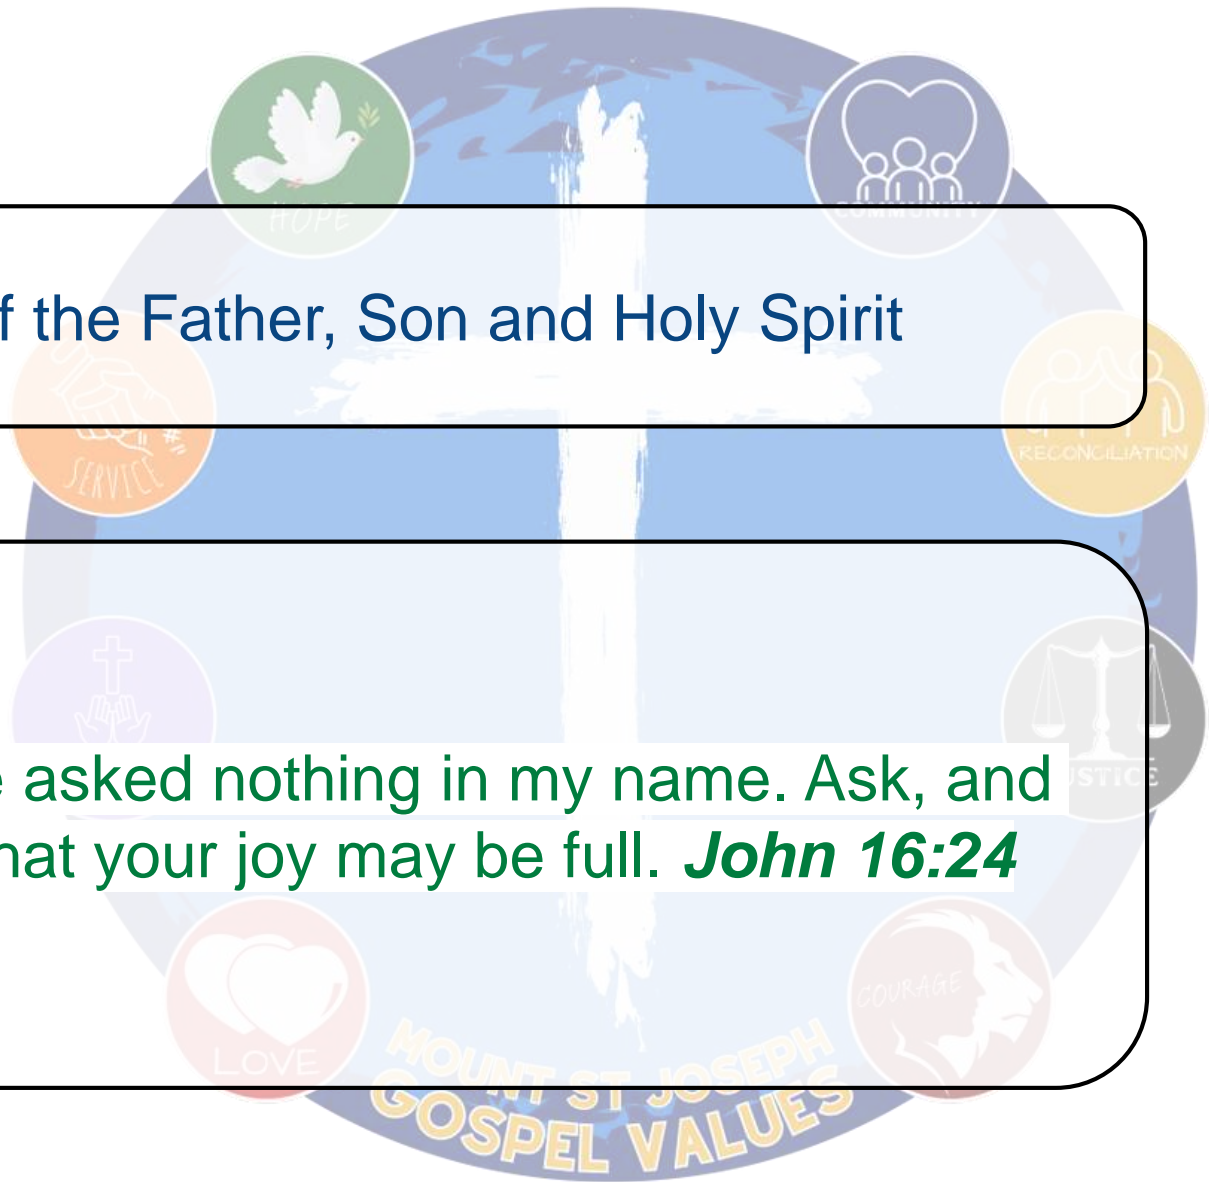 HOPE
COMMUNITY
f the Father, Son and Holy Spirit
SERVICE
RECONCILIATION
asked nothing in my name. Ask, and
hat your joy may be full. John 16:24
JUSTICE
LOVE
COURAGE
MOUNT ST JOSEPH
GOSPEL VALUES